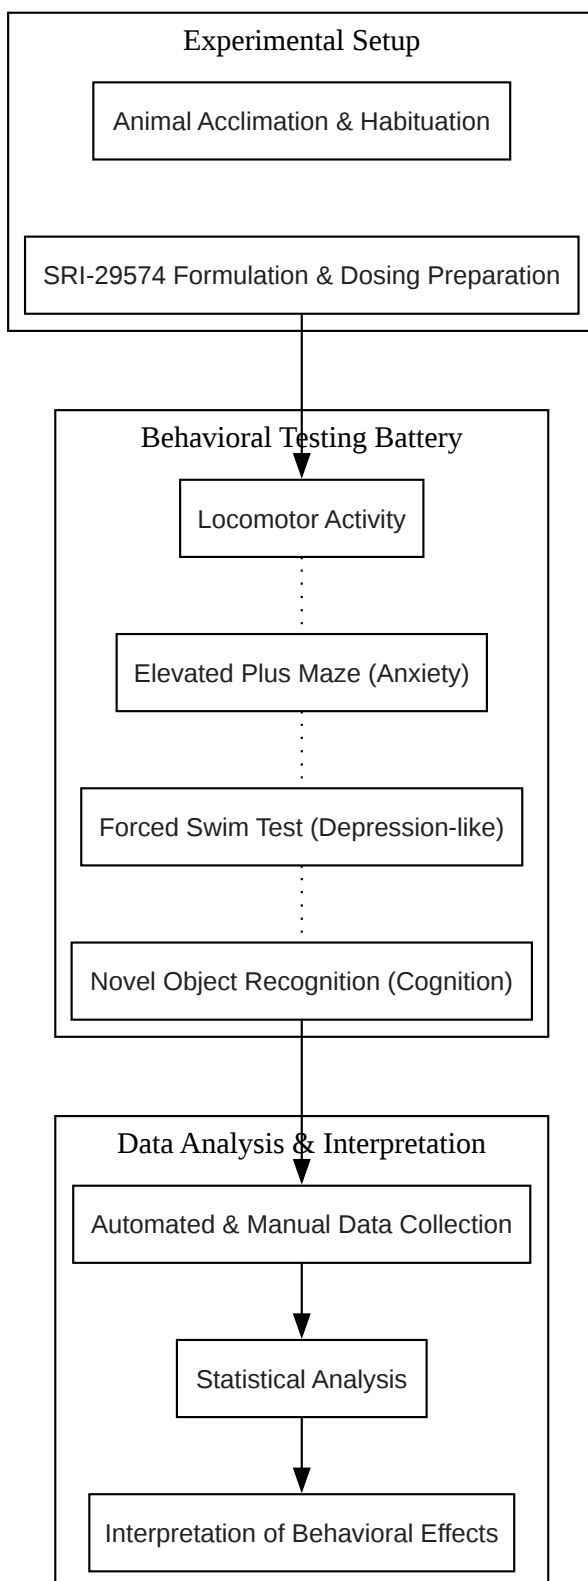 Experimental Setup
Animal Acclimation & Habituation
SRI-29574 Formulation & Dosing Preparation
Behavioral Testing Battery
Locomotor Activity
Elevated Plus Maze (Anxiety)
Forced Swim Test (Depression-like)
Novel Object Recognition (Cognition)
Data Analysis & Interpretation
Automated & Manual Data Collection
Statistical Analysis
Interpretation of Behavioral Effects